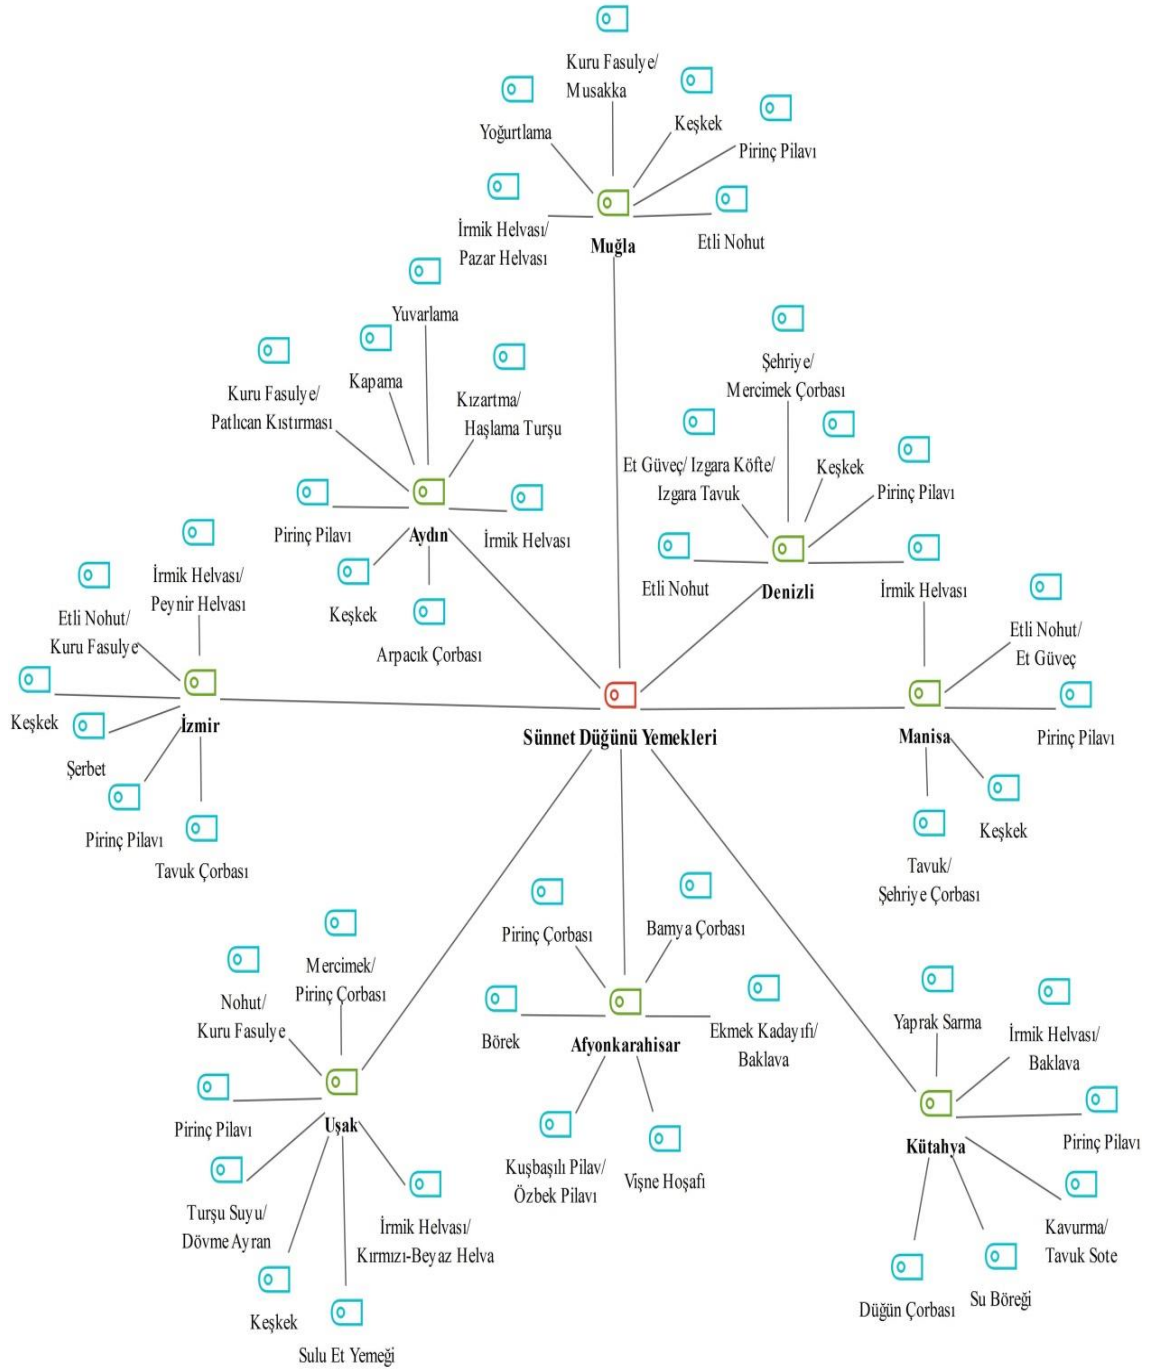 Kuru Fasulye/
Musakka
Keşkek
Yoğurtlama
Pirinç Pilavı
İrmik Helvası/
Pazar Helvası
Muğla
Etli Nohut
Yuvarlama
Kapama
Kuru Fasulye/
Patlıcan Kıstırması
Kızartma/
Haşlama Turşu
Pirinç Pilavı
Aydın
İrmik Helvası
Keşkek
Arpacık Çorbası
Şehriye/
Mercimek Çorbası
Et Güveç/ Izgara Köfte/
Izgara Tavuk
Keşkek
Pirinç Pilavı
Etli Nohut
Denizli
İrmik Helvası
İrmik Helvası/
Peynir Helvası
Etli Nohut/
Kuru Fasulye
Keşkek
İzmir
Şerbet
Pirinç Pilavı
Tavuk Çorbası
Sünnet Düğünü Yemekleri
Etli Nohut/
Et Güveç
Manisa
Pirinç Pilavı
Keşkek
Tavuk/
Şehriye Çorbası
Mercimek/
Pirinç Çorbası
Nohut/
Kuru Fasulye
Pirinç Pilavı
Uşak
Turşu Suyu/
Dövme Ayran
İrmik Helvası/
Kırmızı-Beyaz Helva
Keşkek
Sulu Et Yemeği
Pirinç Çorbası
Bamya Çorbası
Börek
Afyonkarahisar
Ekmek Kadayıfı/
Baklava
Kuşbaşılı Pilav/
Özbek Pilavı
Vişne Hoşafı
Yaprak Sarma
İrmik Helvası/
Baklava
Kütahya
Pirinç Pilavı
Kavurma/
Tavuk Sote
Düğün Çorbası
Su Böreği